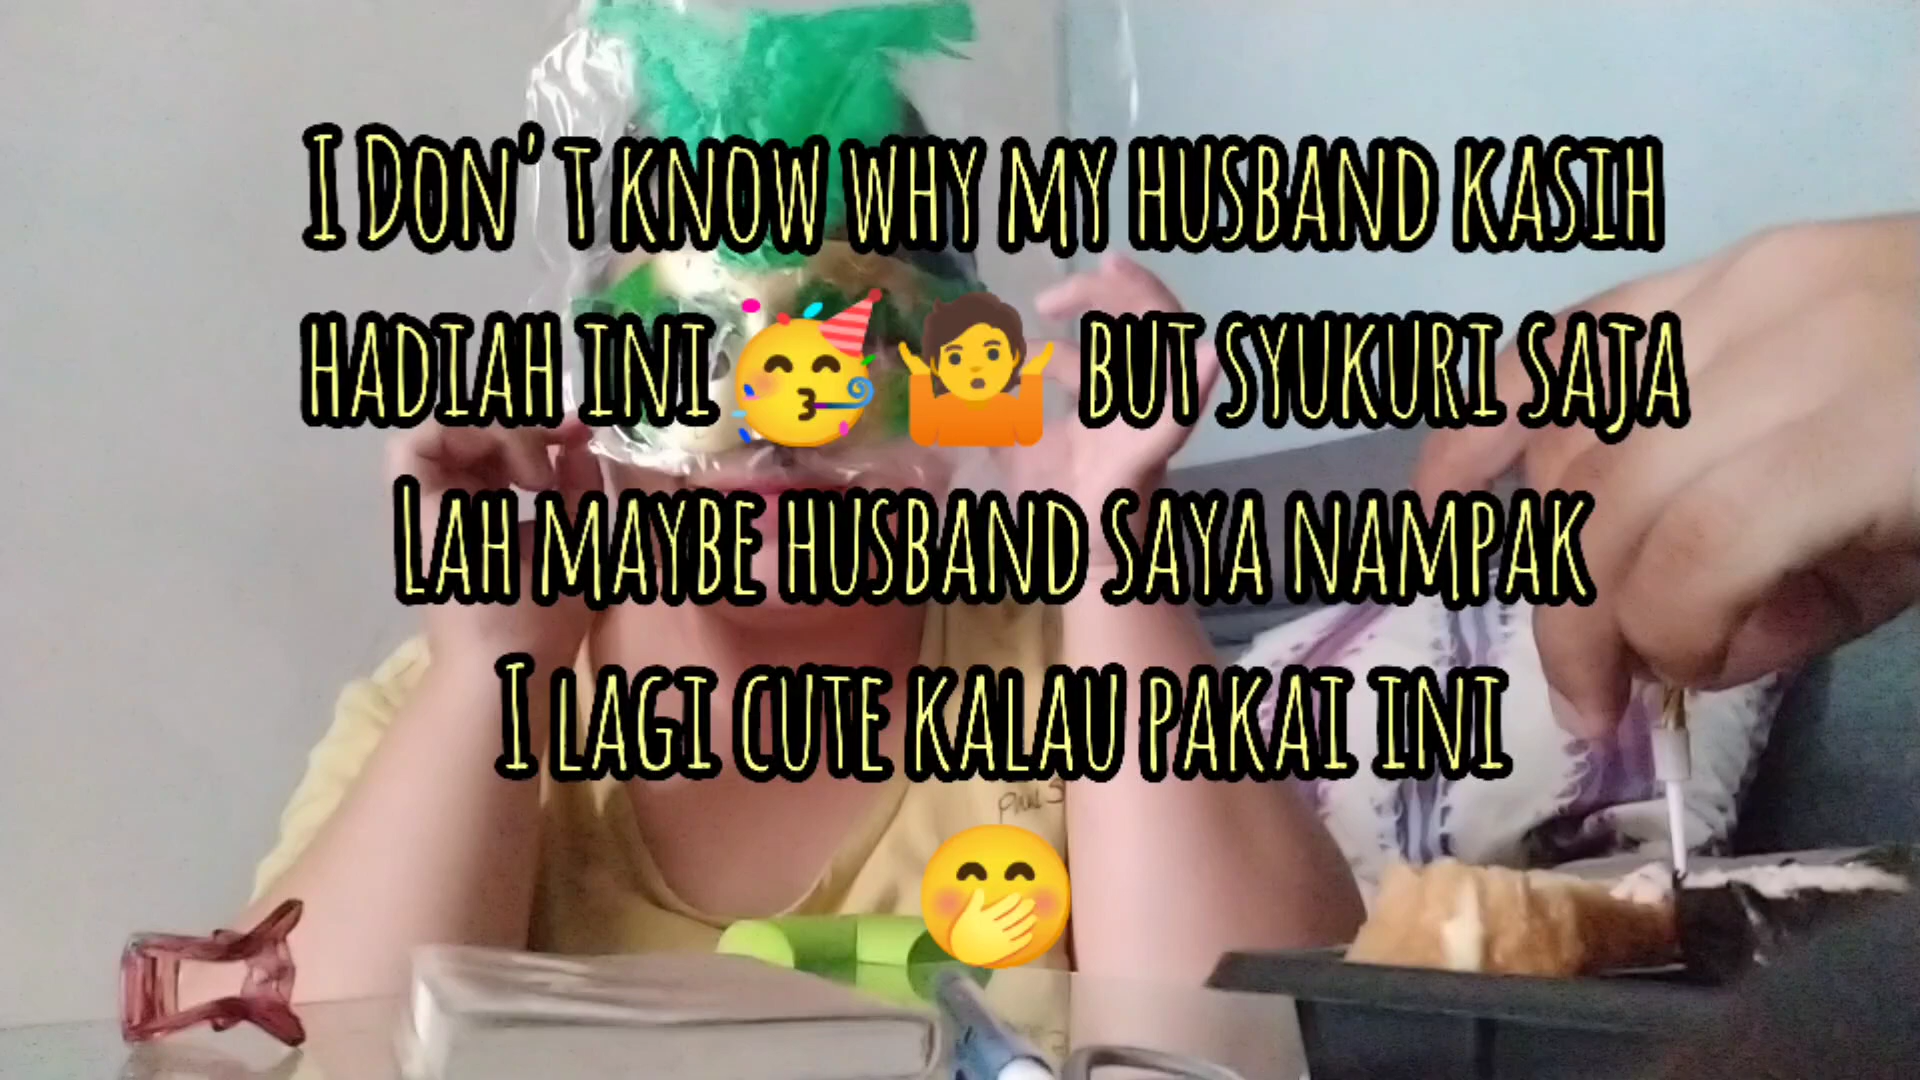 I Don't know why my husband kasih
hadiah ini 🥳 🤷 but syukuri saja
Lah maybe husband saya nampak
I lagi cute kalau pakai ini
🤭